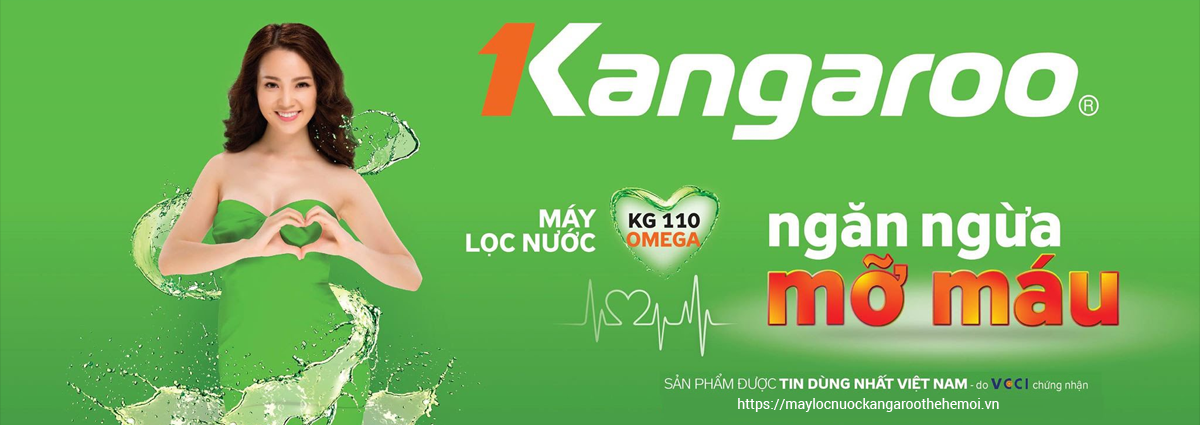 1Kangaroo®
MÁY
LỌC NƯỚC
KG 110
OMEGA
ngăn ngừa
mỡ máu
SẢN PHẨM ĐƯỢC TIN DÙNG NHẤT VIỆT NAM - do VCCI chứng nhận
https://maylocnuockangaroothehemoi.vn